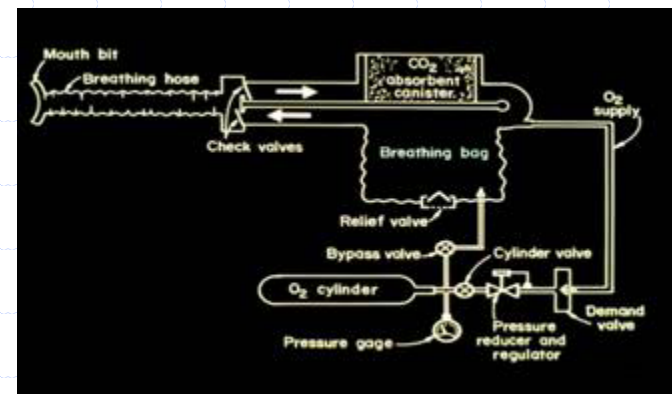 Mouth bit
Breathing hose
CO2
absorbent
canister
O2
supply
Check valves
Breathing bag
Relief valve
Bypass valve
Cylinder valve
O2 cylinder
Demand
valve
Pressure gage
Pressure
reducer and
regulator